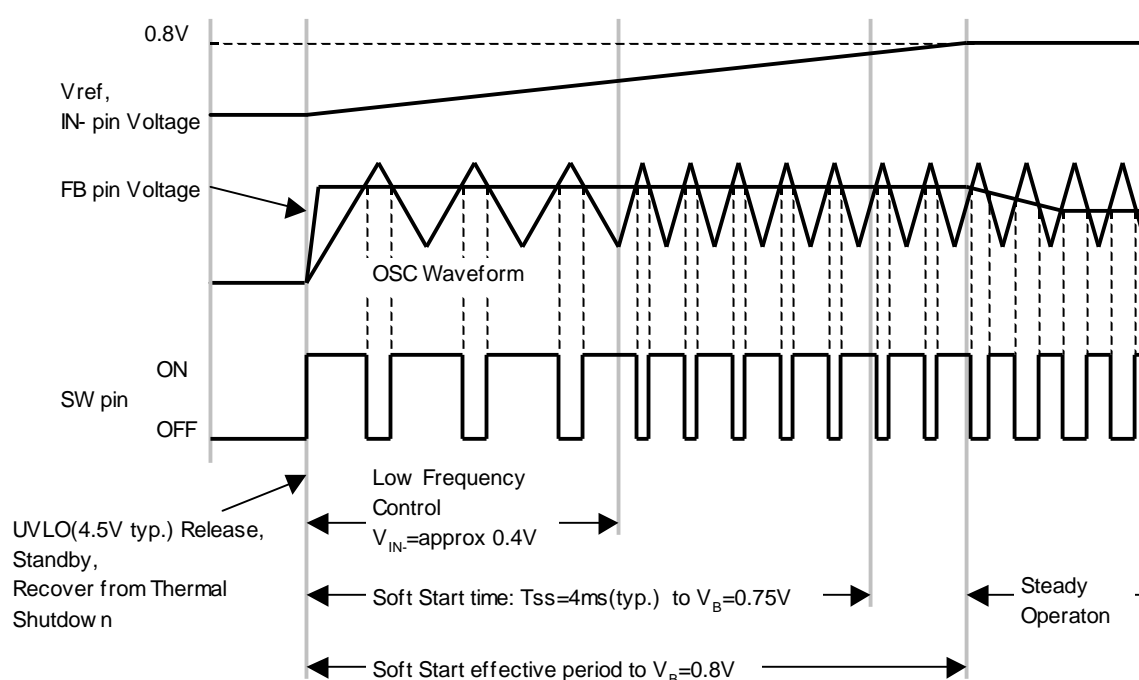 0.8V
Vref,
IN- pin Voltage
FB pin Voltage
OSC Waveform
ON
SW pin
OFF
Low Frequency
Control
V_IN-=approx 0.4V
UVLO(4.5V typ.) Release,
Standby,
Recover from Thermal
Shutdown
Soft Start time: Tss=4ms(typ.) to V_B=0.75V
Steady
Operaton
Soft Start effective period to V_B=0.8V